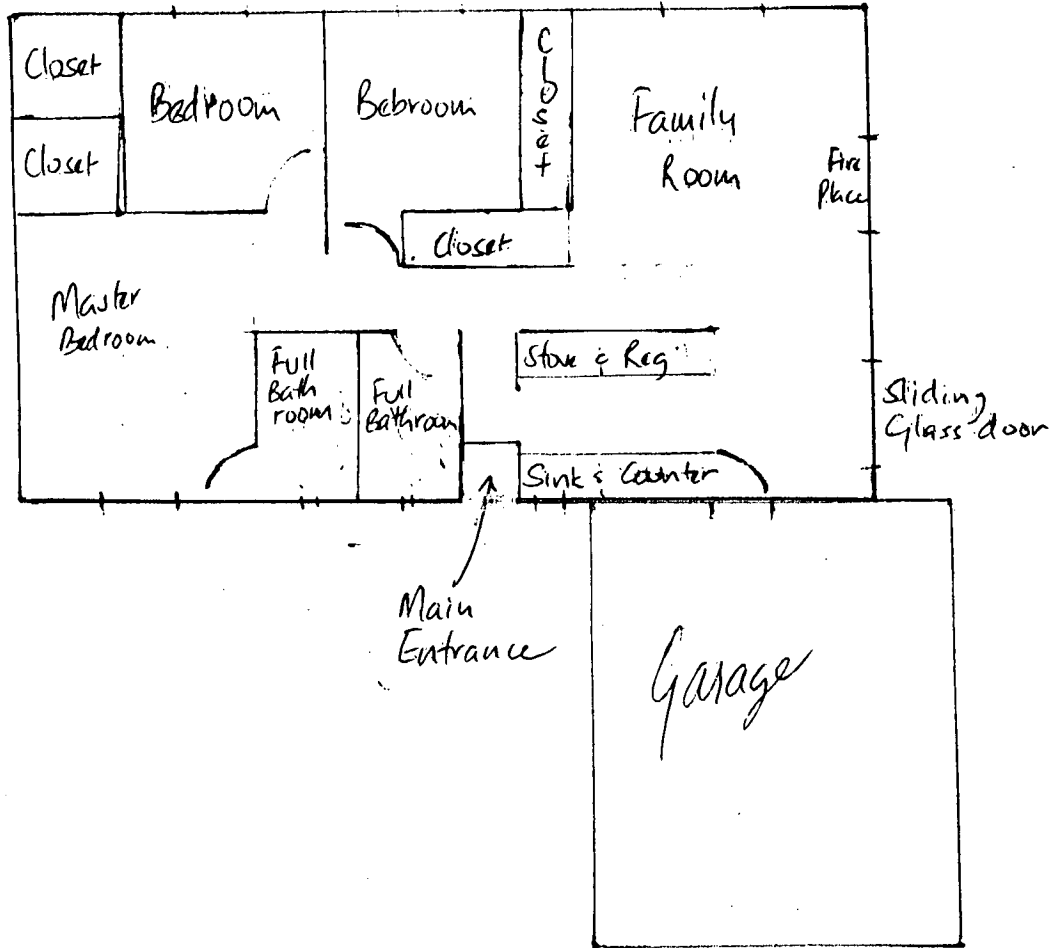 Closet
Closet
Bedroom
Bebroom
Closet
Family
Room
Fire
Place
Closet
Master
Bedroom
Full
Bath
room
Full
Bathroom
Stove & Reg
Sliding
Glass door
Sink & Counter
Main
Entrance
Garage